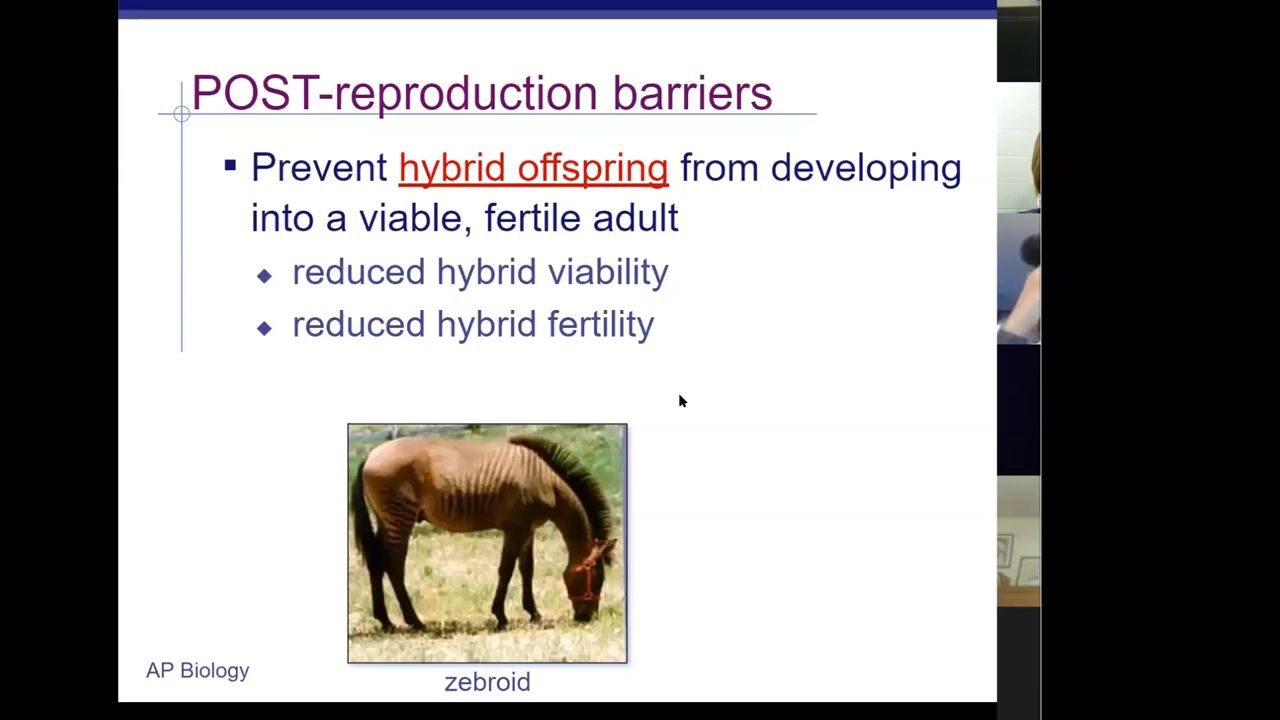 POST-reproduction barriers
Prevent hybrid offspring from developing
into a viable, fertile adult
reduced hybrid viability
reduced hybrid fertility
AP Biology
zebroid